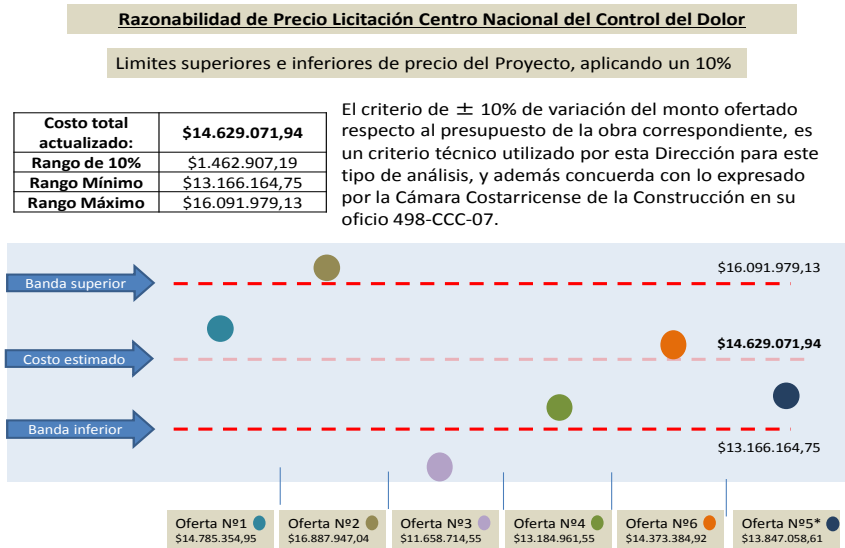 Razonabilidad de Precio Licitación Centro Nacional del Control del Dolor
Limites superiores e inferiores de precio del Proyecto, aplicando un 10%
Costo total
actualizado:
$14.629.071,94
Rango de 10%
$1.462.907,19
Rango Mínimo
$13.166.164,75
Rango Máximo
$16.091.979,13
El criterio de ± 10% de variación del monto ofertado
respecto al presupuesto de la obra correspondiente, es
un criterio técnico utilizado por esta Dirección para este
tipo de análisis, y además concuerda con lo expresado
por la Cámara Costarricense de la Construcción en su
oficio 498-CCC-07.
$16.091.979,13
Banda superior
$14.629.071,94
Costo estimado
Banda inferior
$13.166.164,75
Oferta Nº1
$14.785.354,95
Oferta Nº2
$16.887.947,04
Oferta Nº3
$11.658.714,55
Oferta Nº4
$13.184.961,55
Oferta Nº6
$14.373.384,92
Oferta Nº5*
$13.847.058,61